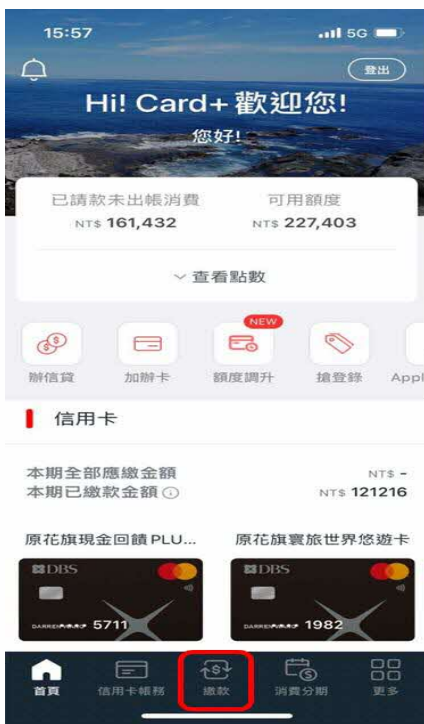 15:57 5G
登出
Hi! Card+ 歡迎您!
您好!
已請款未出帳消費 可用額度
NT$ 161,432 NT$ 227,403
查看點數
NEW
辦信貸 加辦卡 額度調升 搶登錄 Appl
信用卡
本期全部應繳金額 NT$ -
本期已繳款金額 NT$ 121216
原花旗現金回饋PLU... 原花旗寰旅世界悠遊卡
DBS DBS
5711 1982
首頁 信用卡帳務 繳款 消費分期 更多